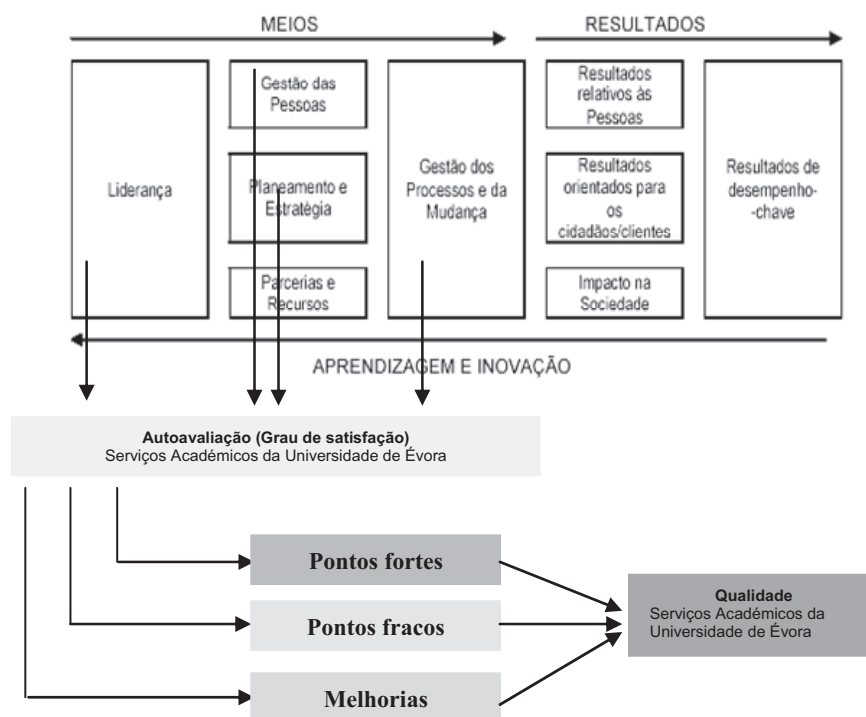 MEIOS
RESULTADOS
Liderança
Gestão das
Pessoas
Planeamento e
Estratégia
Parcerias e
Recursos
Gestão dos
Processos e da
Mudança
Resultados
relativos às
Pessoas
Resultados
orientados para
os
cidadãos/clientes
Impacto na
Sociedade
Resultados de
desempenho-
-chave
APRENDIZAGEM E INOVAÇÃO
Autoavaliação (Grau de satisfação)
Serviços Académicos da Universidade de Évora
Pontos fortes
Pontos fracos
Melhorias
Qualidade
Serviços Académicos da
Universidade de Évora